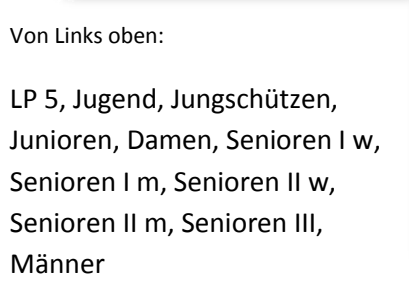 Von Links oben:
LP 5, Jugend, Jungschützen,
Junioren, Damen, Senioren I w,
Senioren I m, Senioren II w,
Senioren II m, Senioren III,
Männer